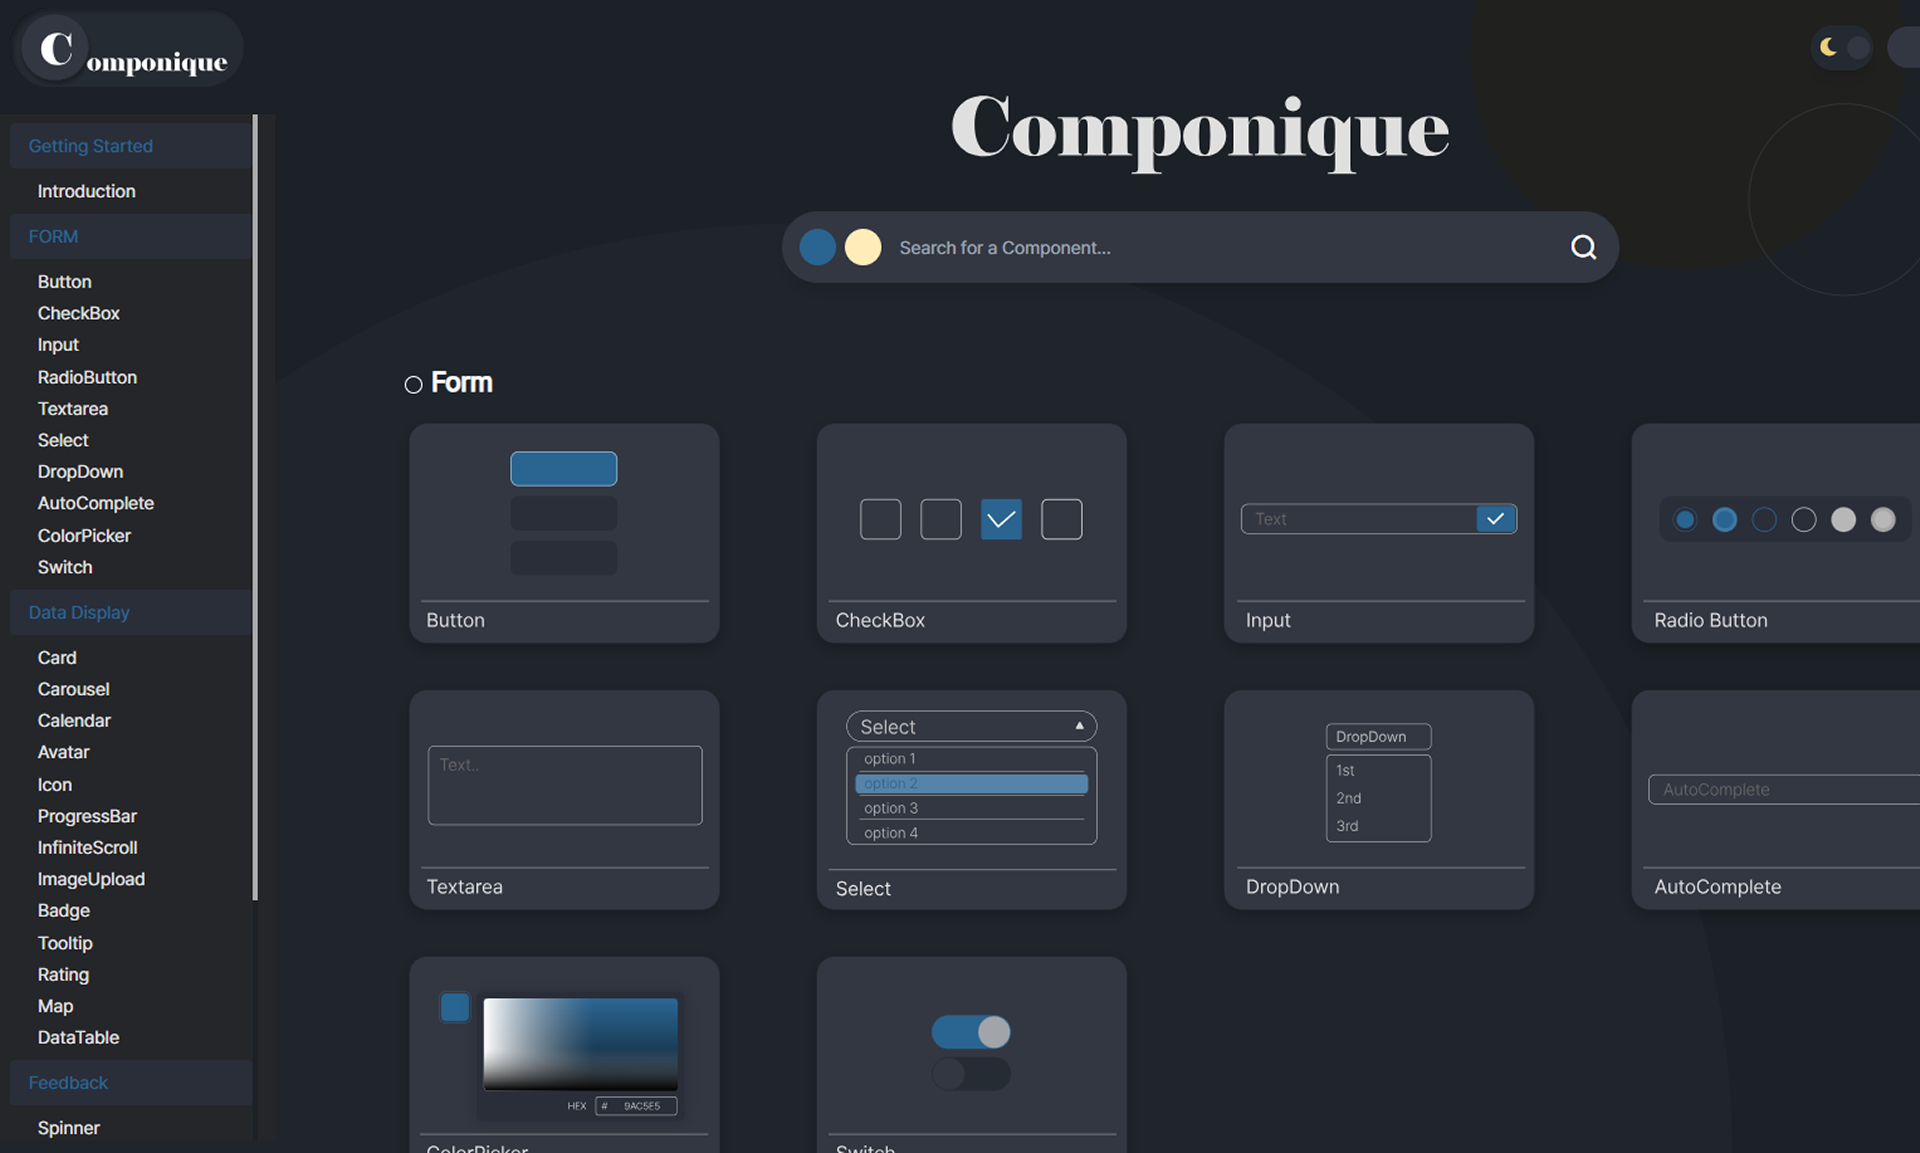 Componique
Getting Started
Introduction
FORM
Button
CheckBox
Input
RadioButton
Textarea
Select
DropDown
AutoComplete
ColorPicker
Switch
Data Display
Card
Carousel
Calendar
Avatar
Icon
ProgressBar
InfiniteScroll
ImageUpload
Badge
Tooltip
Rating
Map
DataTable
Feedback
Spinner
Componique
Search for a Component...
Form
Button
CheckBox
Text
Input
Radio Button
Text..
Textarea
Select
option 1
option 2
option 3
option 4
Select
DropDown
1st
2nd
3rd
DropDown
AutoComplete
AutoComplete
HEX # 9AC5E5
ColorPicker
Switch